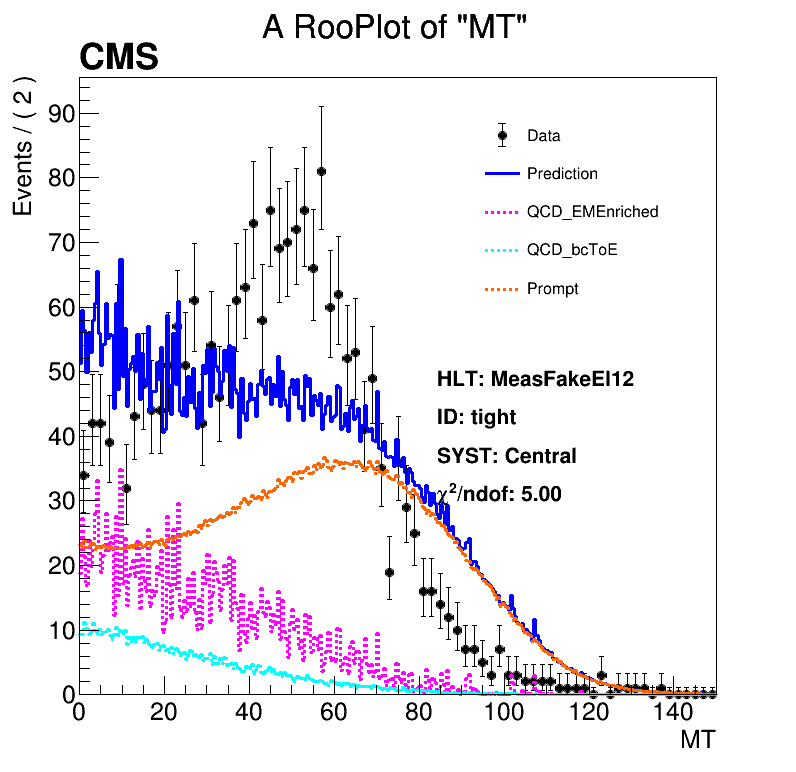 A RooPlot of "MT"
CMS
Events / ( 2 )
90
80
70
60
50
40
30
20
10
0
Data
Prediction
QCD_EMEnriched
QCD_bcToE
Prompt
HLT: MeasFakeEl12
ID: tight
SYST: Central
χ²/ndof: 5.00
0 20 40 60 80 100 120 140
MT